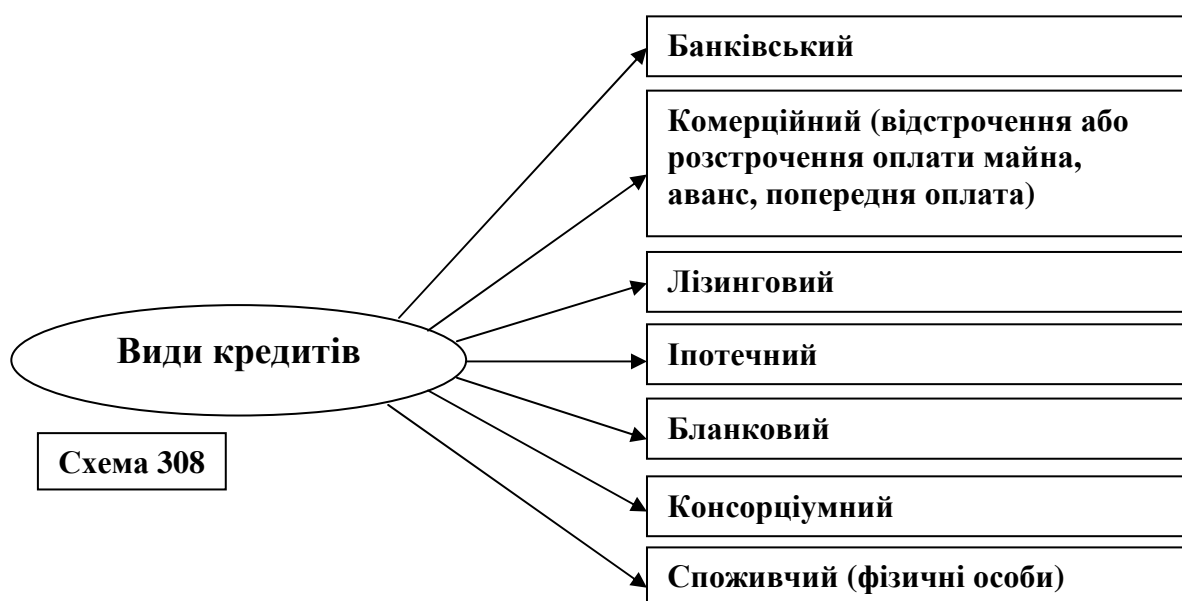 Банківський
Комерційний (відстрочення або
розстрочення оплати майна,
аванс, попередня оплата)
Лізинговий
Види кредитів
Іпотечний
Бланковий
Схема 308
Консорціумний
Споживчий (фізичні особи)